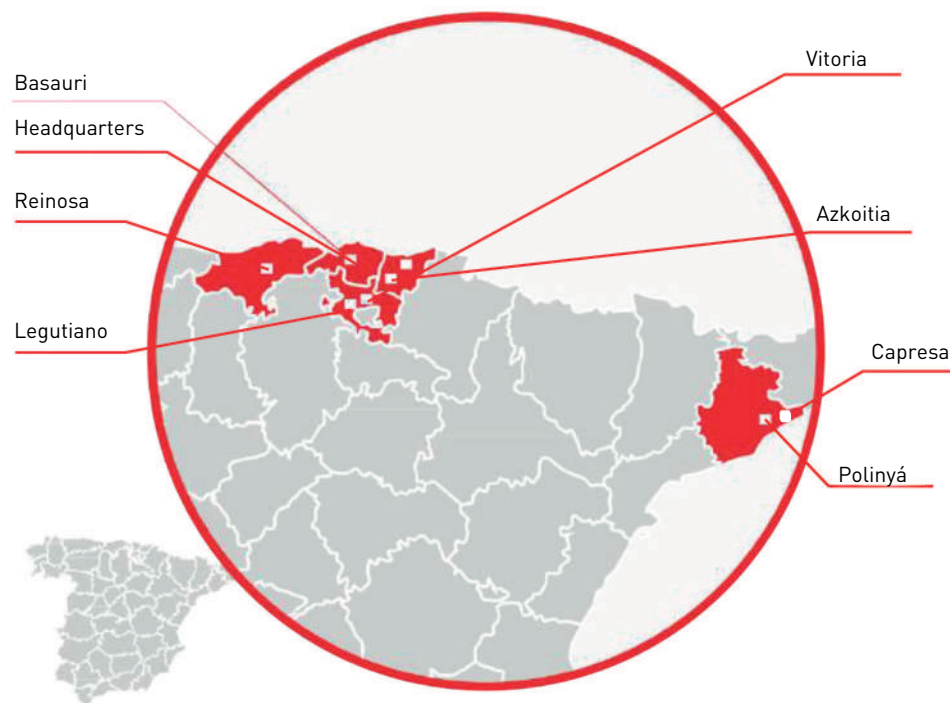 Basauri
Headquarters
Reinosa
Legutiano
Vitoria
Azkoitia
Capresa
Polinyá